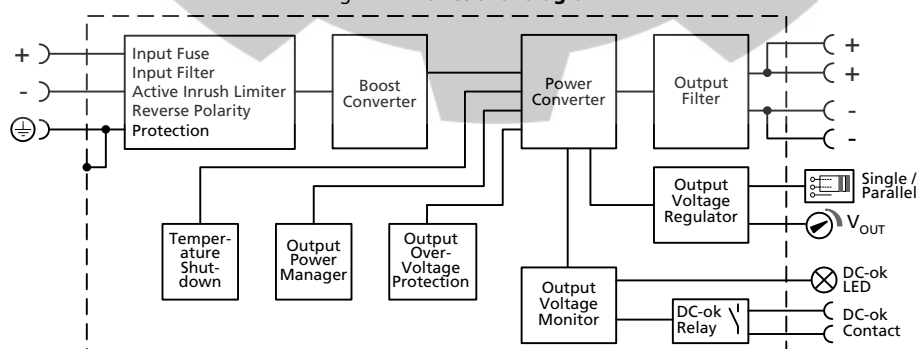 +
-
Input Fuse
Input Filter
Active Inrush Limiter
Reverse Polarity
Protection
Boost
Converter
Power
Converter
Output
Filter
+
+
-
-
Temper-
ature
Shut-
down
Output
Power
Manager
Output
Over-
Voltage
Protection
Output
Voltage
Regulator
Single /
Parallel
VOUT
Output
Voltage
Monitor
DC-ok
LED
DC-ok
Relay
DC-ok
Contact